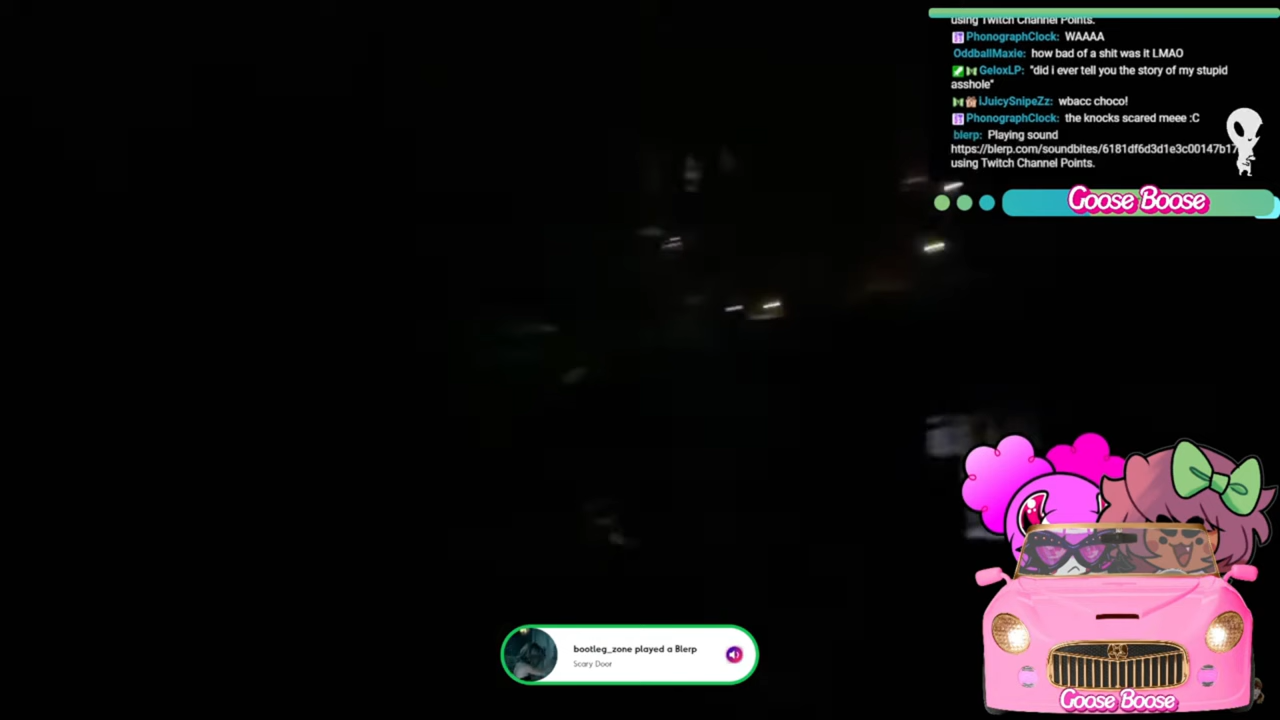 using Twitch Channel Points.
PhonographClock: WAAAA
OddballMaxie: how bad of a shit was it LMAO
GeloxLP: "did i ever tell you the story of my stupid
asshole"
IJuicySnipeZz: wbacc choco!
PhonographClock: the knocks scared meee :C
blerp: Playing sound
https://blerp.com/soundbites/6181df6d3d1e3c00147b17
using Twitch Channel Points.
Goose Boose
bootleg_zone played a Blerp
Scary Door
Goose Boose